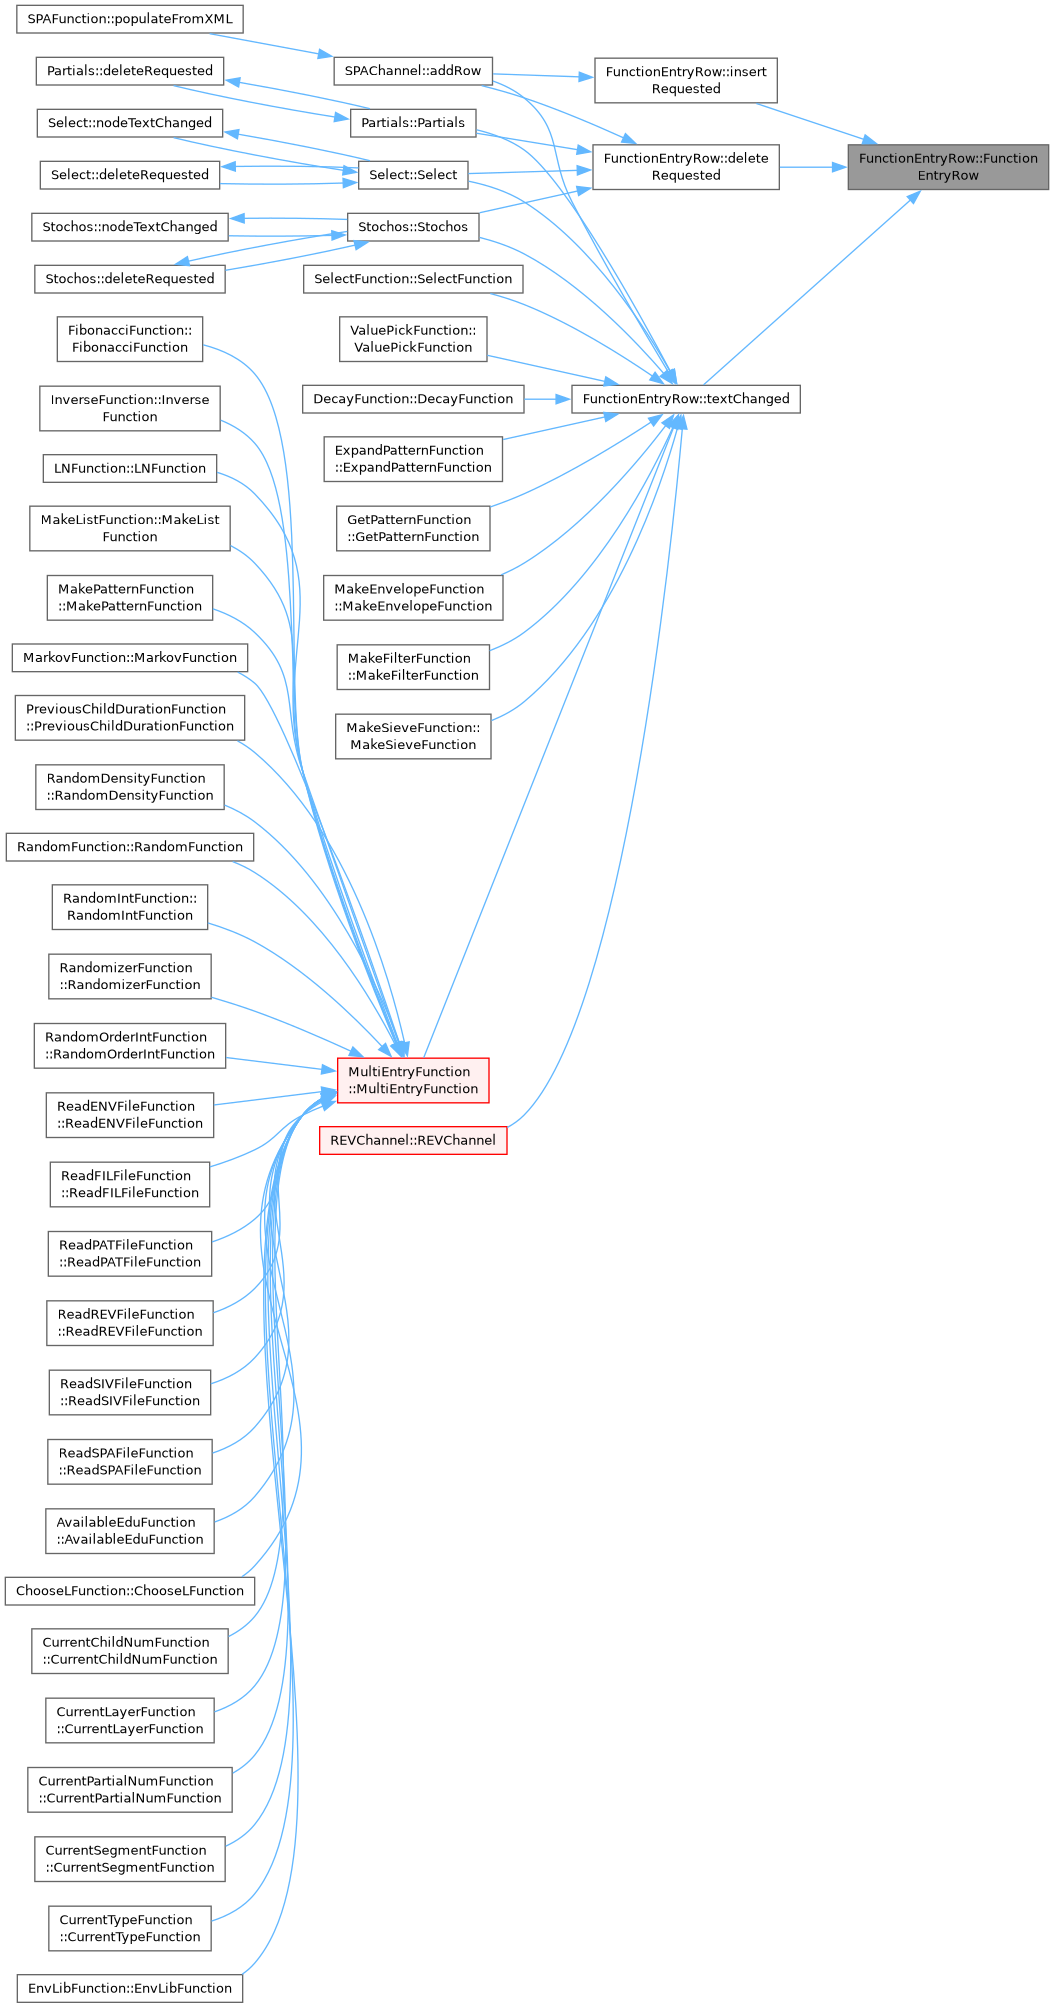 SPAFunction::populateFromXML
Partials::deleteRequested
Select::nodeTextChanged
Select::deleteRequested
Stochos::nodeTextChanged
Stochos::deleteRequested
FibonacciFunction::
FibonacciFunction
InverseFunction::Inverse
Function
LNFunction::LNFunction
MakeListFunction::MakeList
Function
MakePatternFunction
::MakePatternFunction
MarkovFunction::MarkovFunction
PreviousChildDurationFunction
::PreviousChildDurationFunction
RandomDensityFunction
::RandomDensityFunction
RandomFunction::RandomFunction
RandomIntFunction::
RandomIntFunction
RandomizerFunction
::RandomizerFunction
RandomOrderIntFunction
::RandomOrderIntFunction
ReadENVFileFunction
::ReadENVFileFunction
ReadFILFileFunction
::ReadFILFileFunction
ReadPATFileFunction
::ReadPATFileFunction
ReadREVFileFunction
::ReadREVFileFunction
ReadSIVFileFunction
::ReadSIVFileFunction
ReadSPAFileFunction
::ReadSPAFileFunction
AvailableEduFunction
::AvailableEduFunction
ChooseLFunction::ChooseLFunction
CurrentChildNumFunction
::CurrentChildNumFunction
CurrentLayerFunction
::CurrentLayerFunction
CurrentPartialNumFunction
::CurrentPartialNumFunction
CurrentSegmentFunction
::CurrentSegmentFunction
CurrentTypeFunction
::CurrentTypeFunction
EnvLibFunction::EnvLibFunction
SPAChannel::addRow
Partials::Partials
Select::Select
Stochos::Stochos
SelectFunction::SelectFunction
ValuePickFunction::
ValuePickFunction
DecayFunction::DecayFunction
ExpandPatternFunction
::ExpandPatternFunction
GetPatternFunction
::GetPatternFunction
MakeEnvelopeFunction
::MakeEnvelopeFunction
MakeFilterFunction
::MakeFilterFunction
MakeSieveFunction::
MakeSieveFunction
MultiEntryFunction
::MultiEntryFunction
REVChannel::REVChannel
FunctionEntryRow::insert
Requested
FunctionEntryRow::delete
Requested
FunctionEntryRow::textChanged
FunctionEntryRow::Function
EntryRow